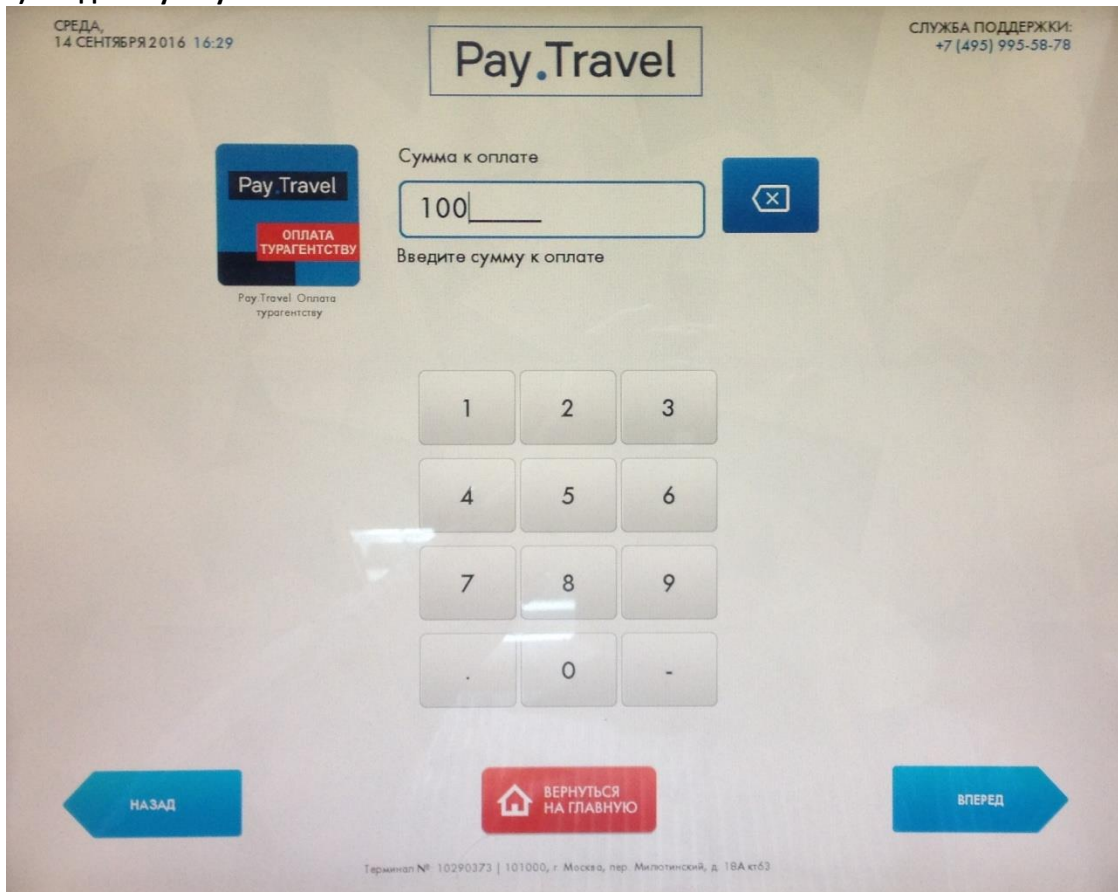 СРЕДА,
14 СЕНТЯБРЯ 2016 16:29
Pay.Travel
СЛУЖБА ПОДДЕРЖКИ:
+7 (495) 995-58-78
Pay.Travel
ОПЛАТА
ТУРАГЕНТСТВУ
Pay.Travel Оплата
турагентству
Сумма к оплате
100
Введите сумму к оплате
1 2 3
4 5 6
7 8 9
. 0 -
НАЗАД
ВЕРНУТЬСЯ
НА ГЛАВНУЮ
ВПЕРЕД
Терминал № 10290373 | 101000, г. Москва, пер. Милютинский, д. 18А кт63